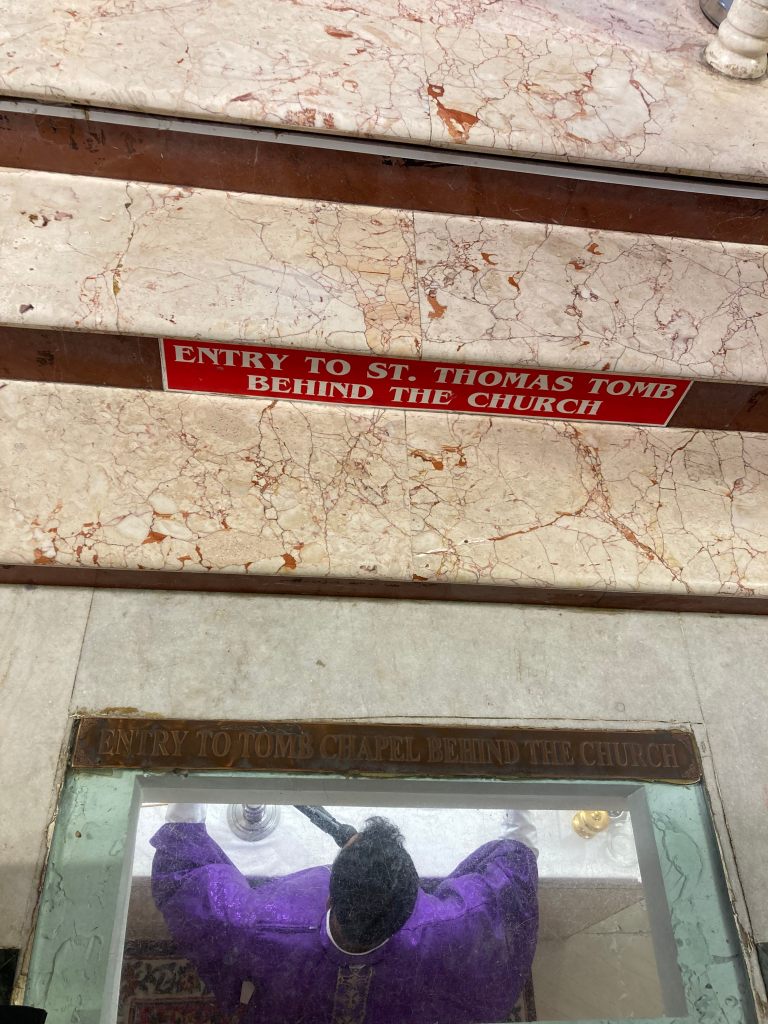 ENTRY TO ST. THOMAS TOMB
BEHIND THE CHURCH
ENTRY TO TOMB CHAPEL BEHIND THE CHURCH